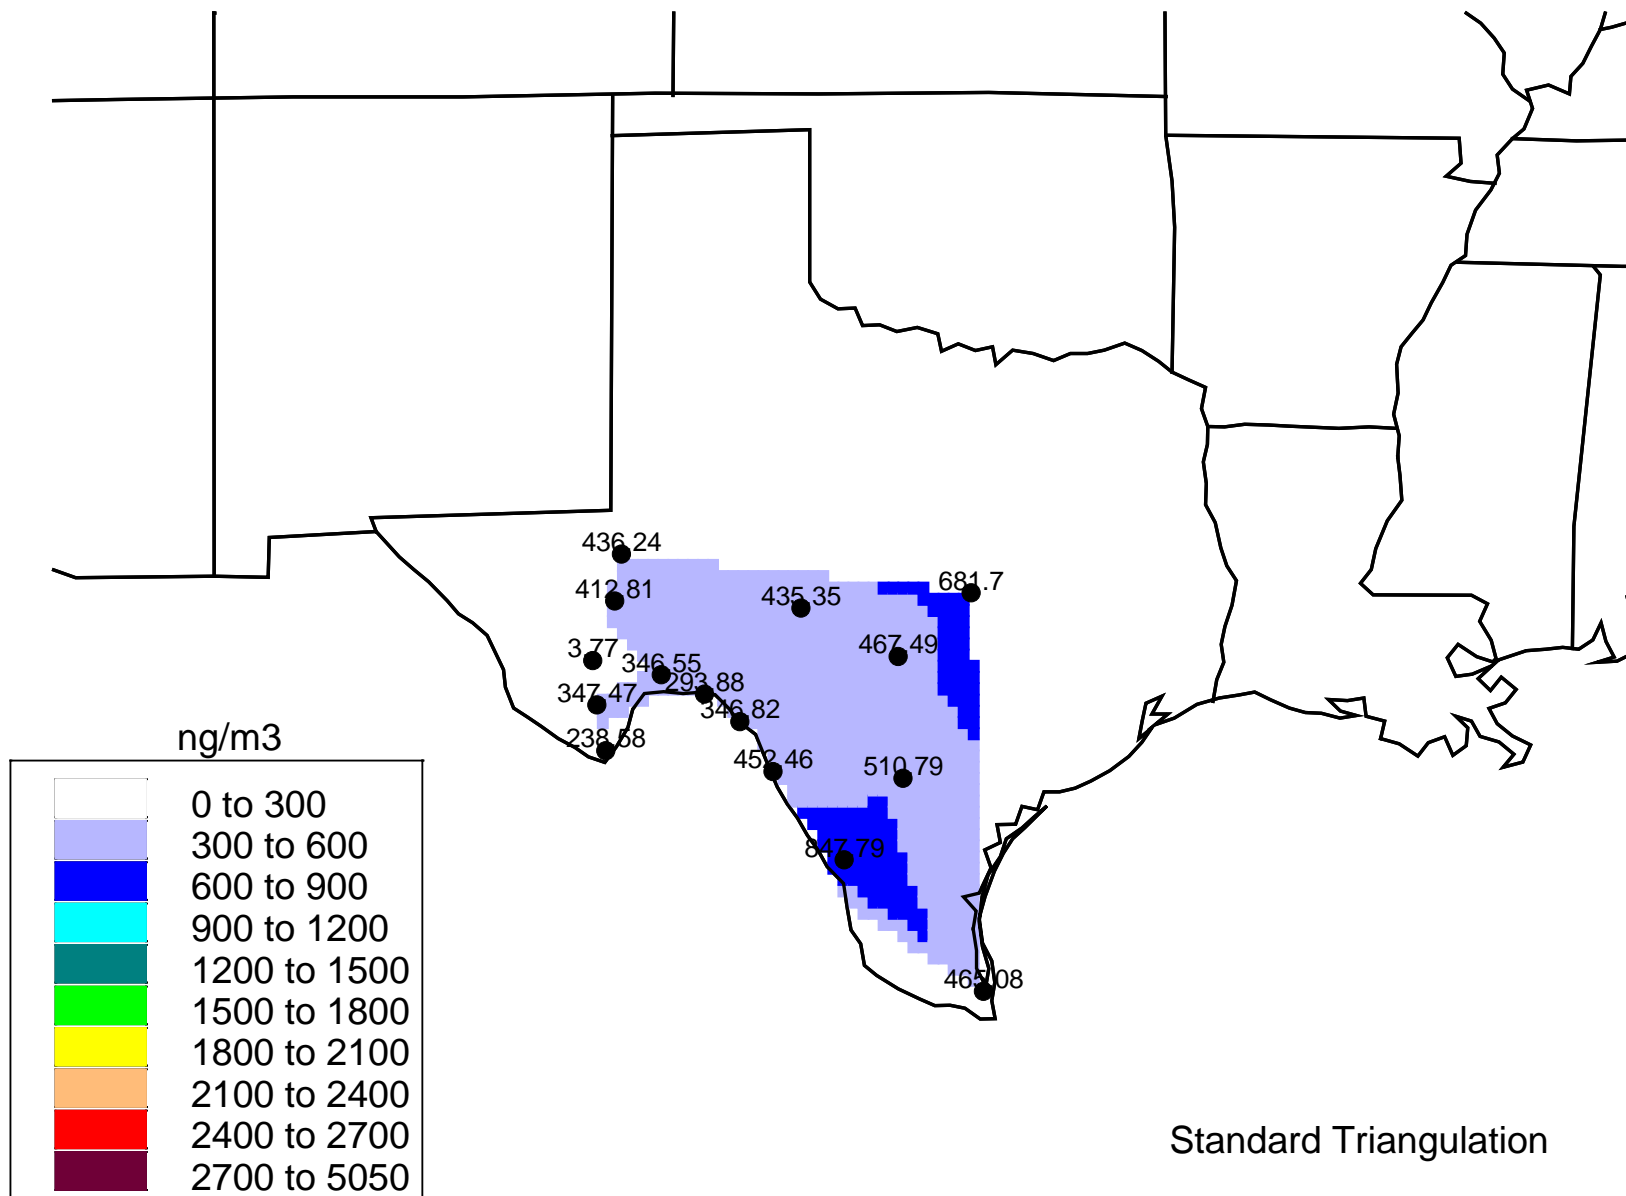 436.24
412.81
435.35
681.7
467.49
3.77
346.55
293.88
347.47
346.82
238.58
452.46
510.79
847.79
465.08
ng/m3
0 to 300
300 to 600
600 to 900
900 to 1200
1200 to 1500
1500 to 1800
1800 to 2100
2100 to 2400
2400 to 2700
2700 to 5050
Standard Triangulation